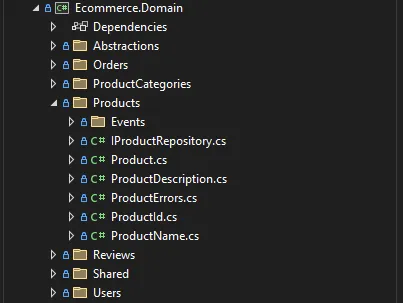 C# Ecommerce.Domain
Dependencies
Abstractions
Orders
ProductCategories
Products
Events
C# IProductRepository.cs
C# Product.cs
C# ProductDescription.cs
C# ProductErrors.cs
C# ProductId.cs
C# ProductName.cs
Reviews
Shared
Users